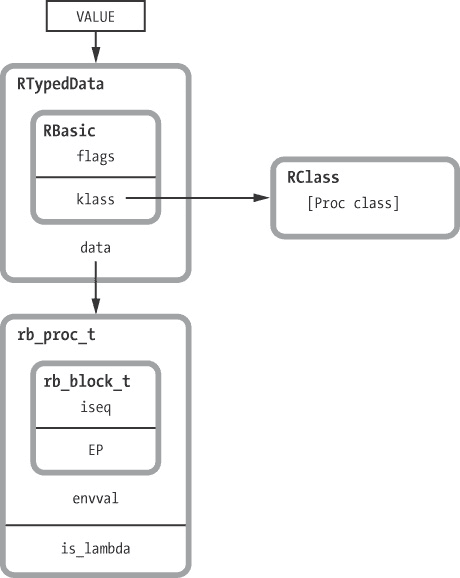 VALUE
RTypedData
RBasic
flags
klass
RClass
[Proc class]
data
rb_proc_t
rb_block_t
iseq
EP
envval
is_lambda